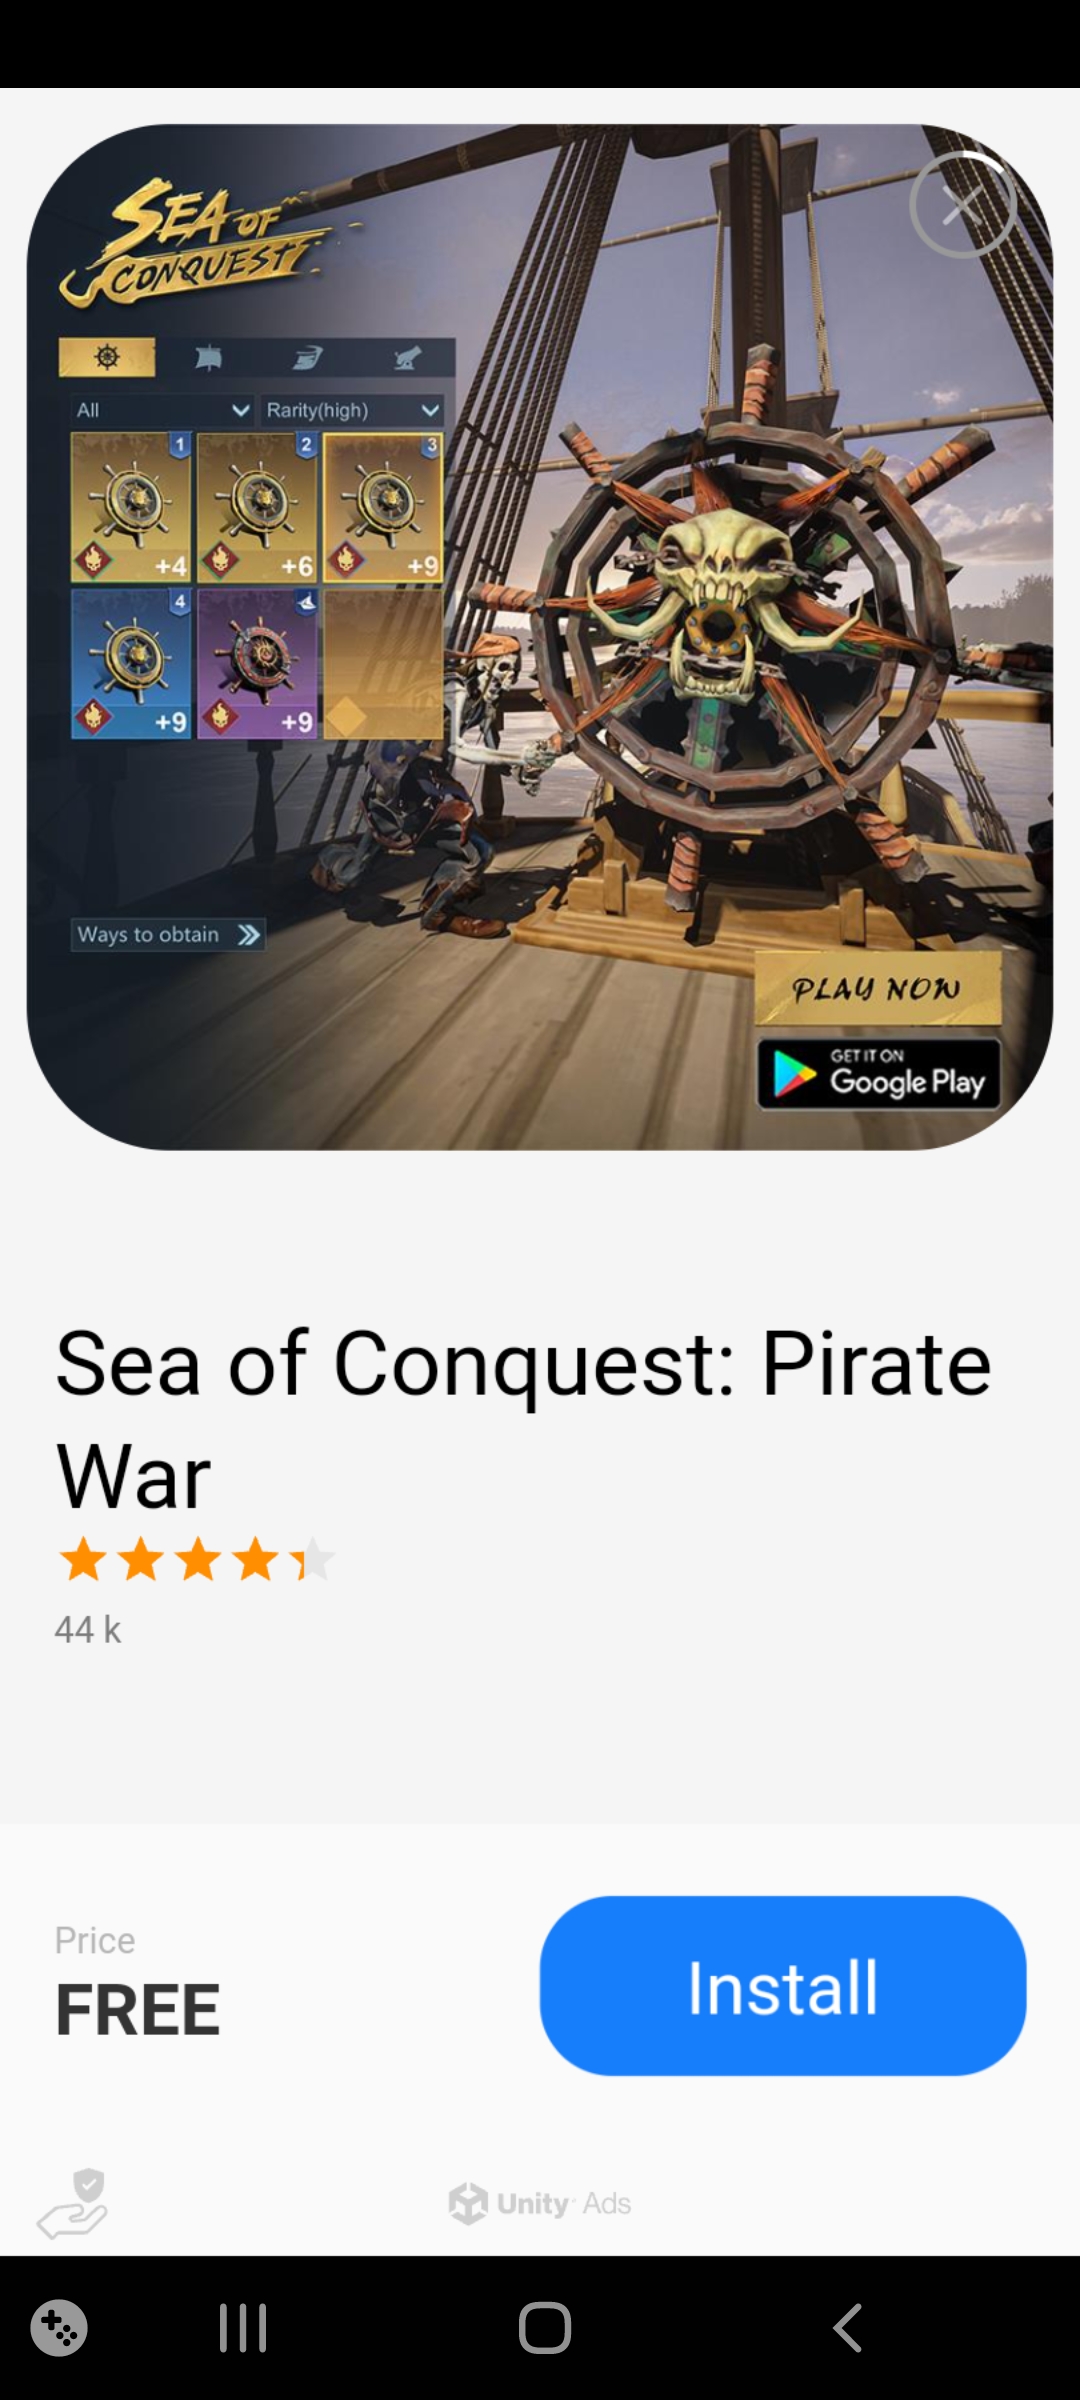 SEA OF
CONQUEST
All
Rarity(high)
1
2
3
+4
+6
+9
4
+9
+9
Ways to obtain
PLAY NOW
GET IT ON
Google Play
Sea of Conquest: Pirate
War
44 k
Price
FREE
Install
Unity Ads